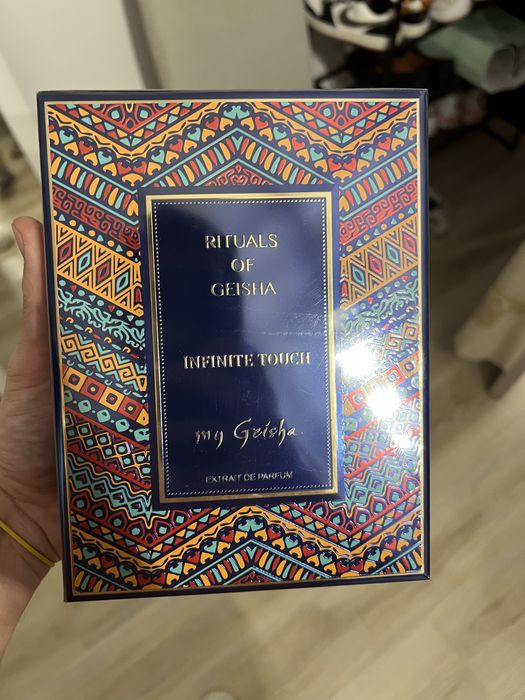 RITUALS
OF
GEISHA
INFINITE TOUCH
my Geisha
EXTRAIT DE PARFUM